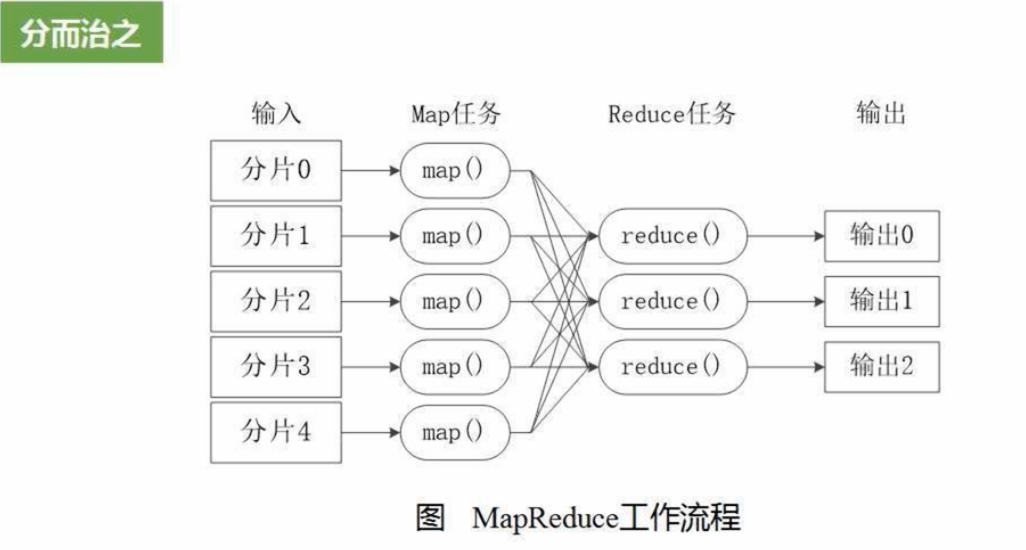 分而治之
输入 Map任务 Reduce任务 输出
分片0 map()
分片1 map() reduce() 输出0
分片2 map() reduce() 输出1
分片3 map() reduce() 输出2
分片4 map()
图 MapReduce工作流程